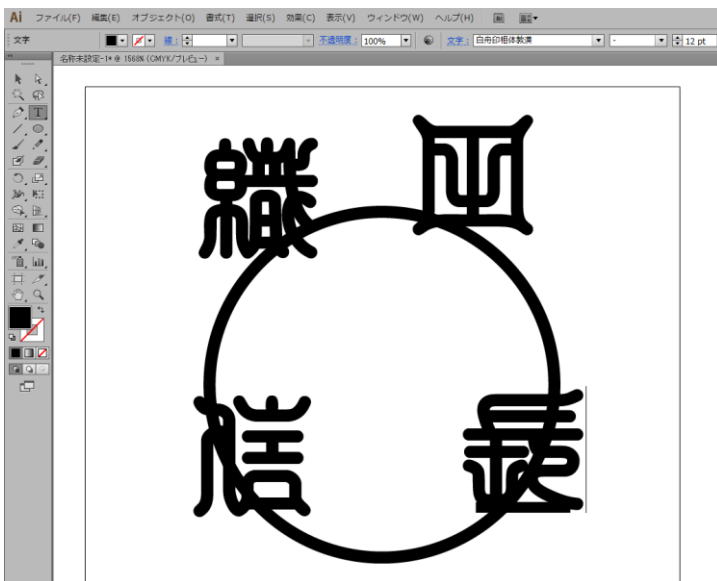 Ai ファイル(F) 編集(E) オブジェクト(O) 書式(T) 選択(S) 効果(C) 表示(V) ウィンドウ(W) ヘルプ(H)
文字 線： 不透明度： 100% 文字： 白舟印相体教漢 - 12 pt
名称未設定-1* @ 1568% (CMYK/プレビュー) ×
織 田
信 長